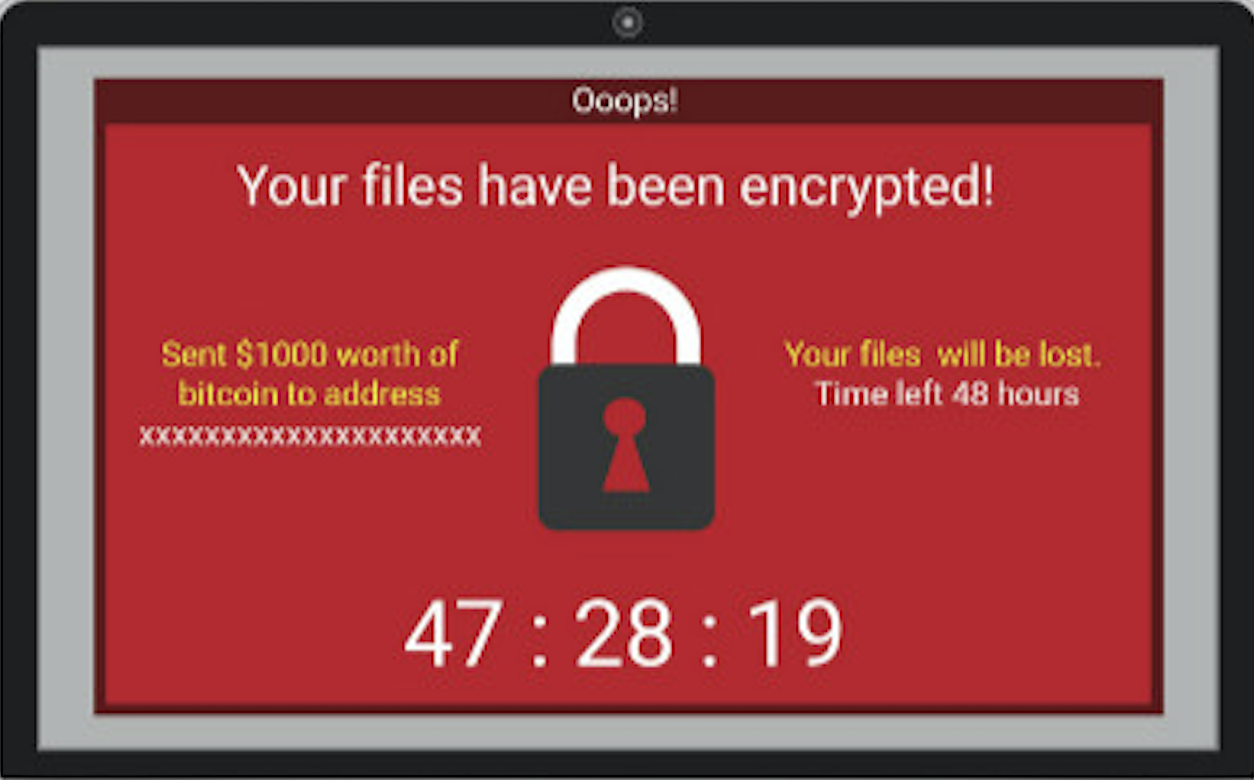 Ooops!
Your files have been encrypted!
Sent $1000 worth of
bitcoin to address
xxxxxxxxxxxxxxxxxxxxx
Your files will be lost.
Time left 48 hours
47 : 28 : 19